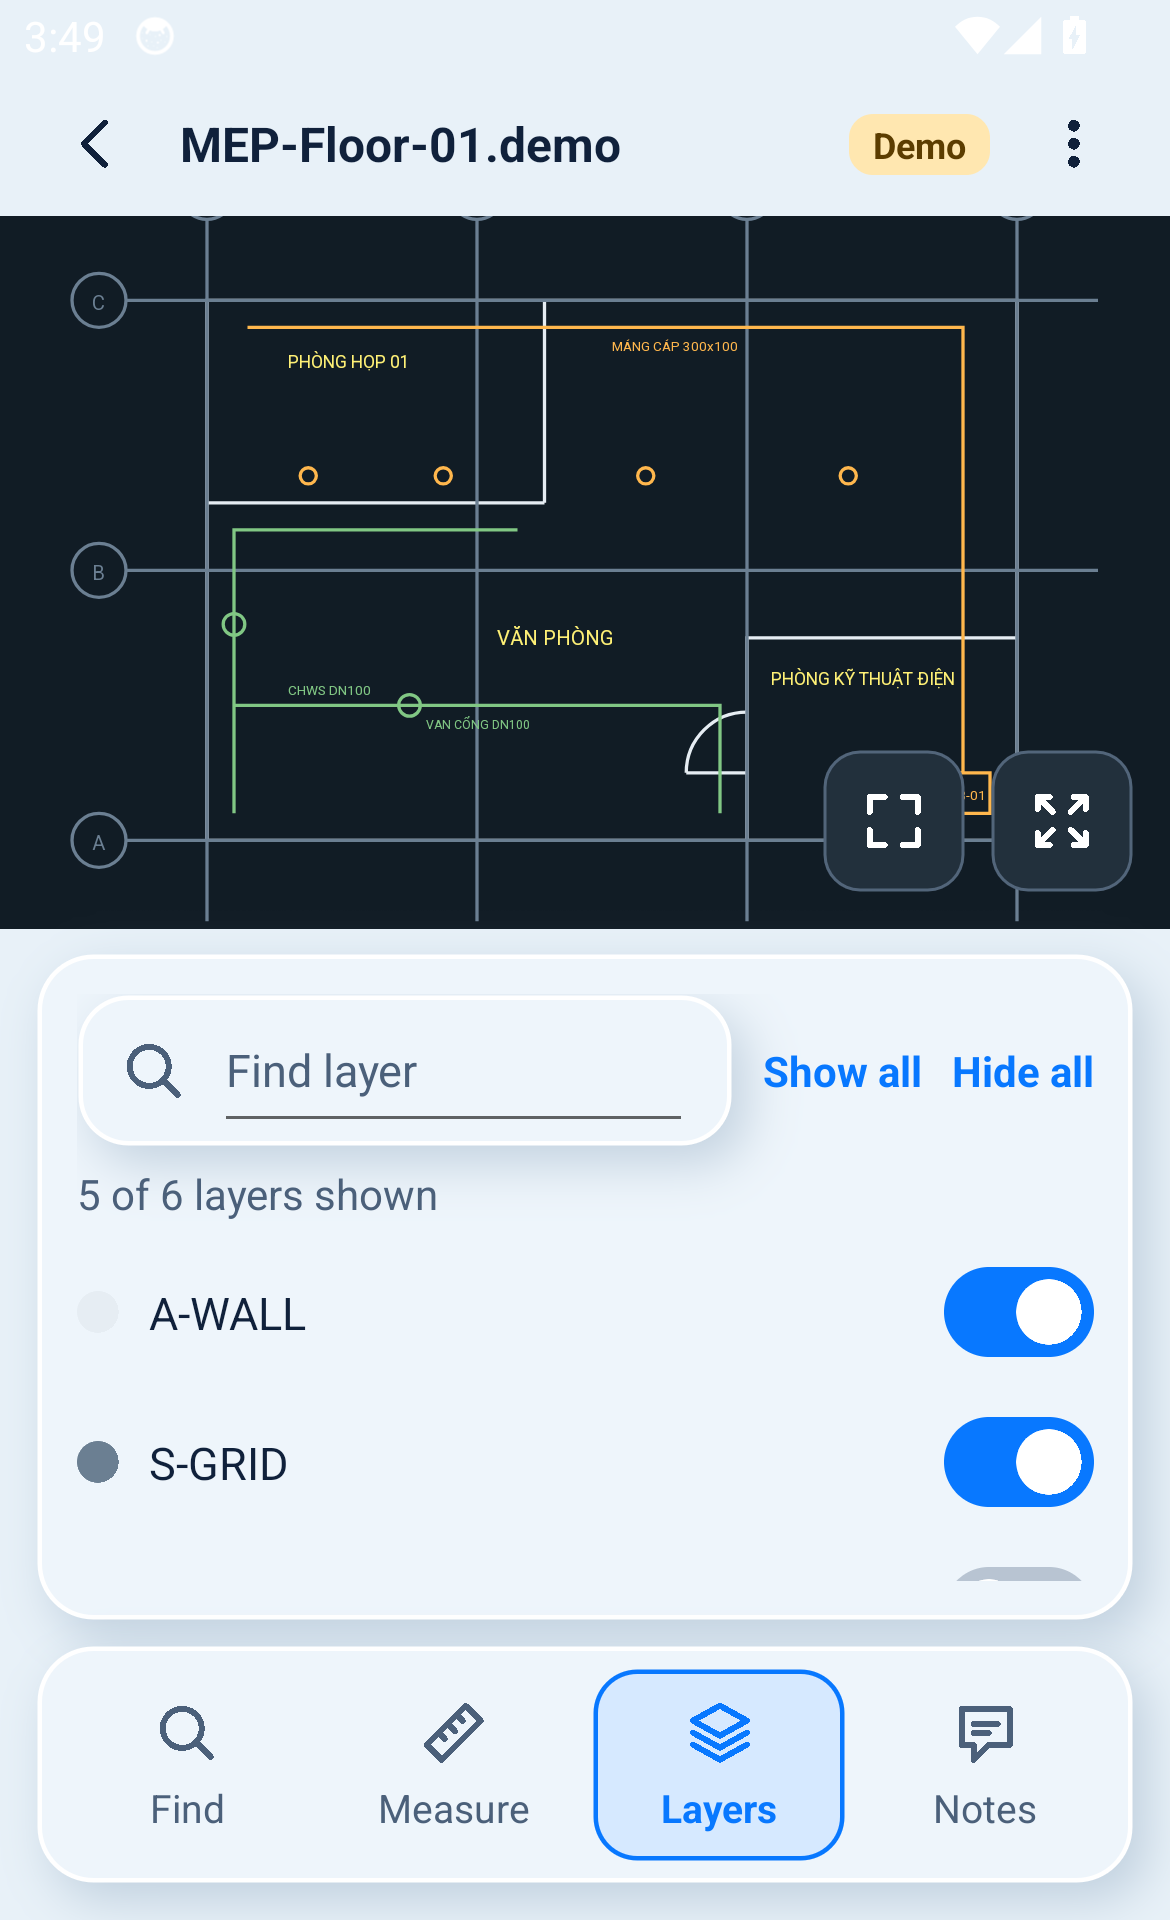 3:49
MEP-Floor-01.demo
Demo
C
MÁNG CÁP 300x100
PHÒNG HỌP 01
B
VĂN PHÒNG
PHÒNG KỸ THUẬT ĐIỆN
CHWS DN100
VAN CỔNG DN100
-01
A
Find layer
Show all
Hide all
5 of 6 layers shown
A-WALL
S-GRID
Find
Measure
Layers
Notes